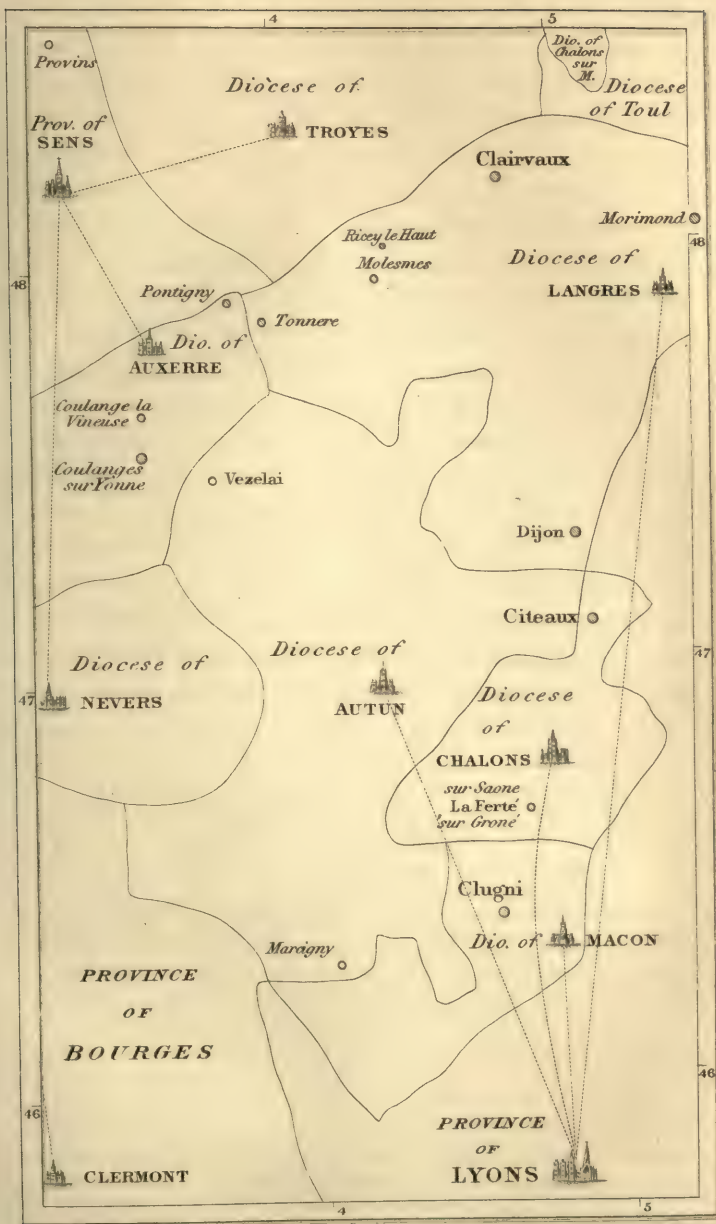 4
5
Provins
Dio. of
Chalons
sur
M.
Diocese of
TROYES
Diocese
of Toul
Prov. of
SENS
Clairvaux
Morimond
48
Ricey le Haut
Molesmes
Diocese of
LANGRES
48
Pontigny
Tonnere
Dio. of
AUXERRE
Coulange la
Vineuse
Coulanges
sur Yonne
Vezelai
Dijon
Citeaux
47
Diocese of
NEVERS
47
Diocese of
AUTUN
Diocese
of
CHALONS
sur Saone
La Ferté
sur Groné
Clugni
Dio. of MACON
Marcigny
PROVINCE
OF
BOURGES
46
46
PROVINCE
OF
LYONS
CLERMONT
4
5